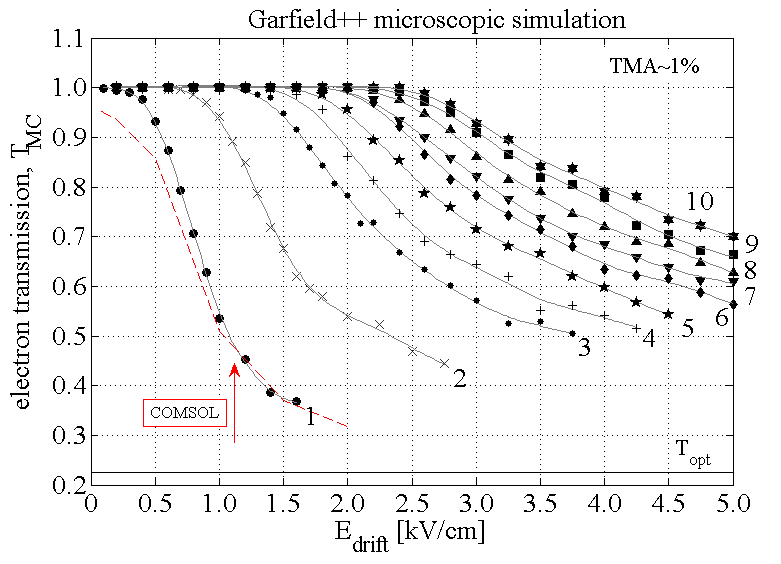 Garfield++ microscopic simulation
TMA~1%
electron transmission, T_MC
1.1
1.0
0.9
0.8
0.7
0.6
0.5
0.4
0.3
0.2
10
9
8
7
6
5
4
3
2
1
COMSOL
T_opt
0 0.5 1.0 1.5 2.0 2.5 3.0 3.5 4.0 4.5 5.0
E_drift [kV/cm]